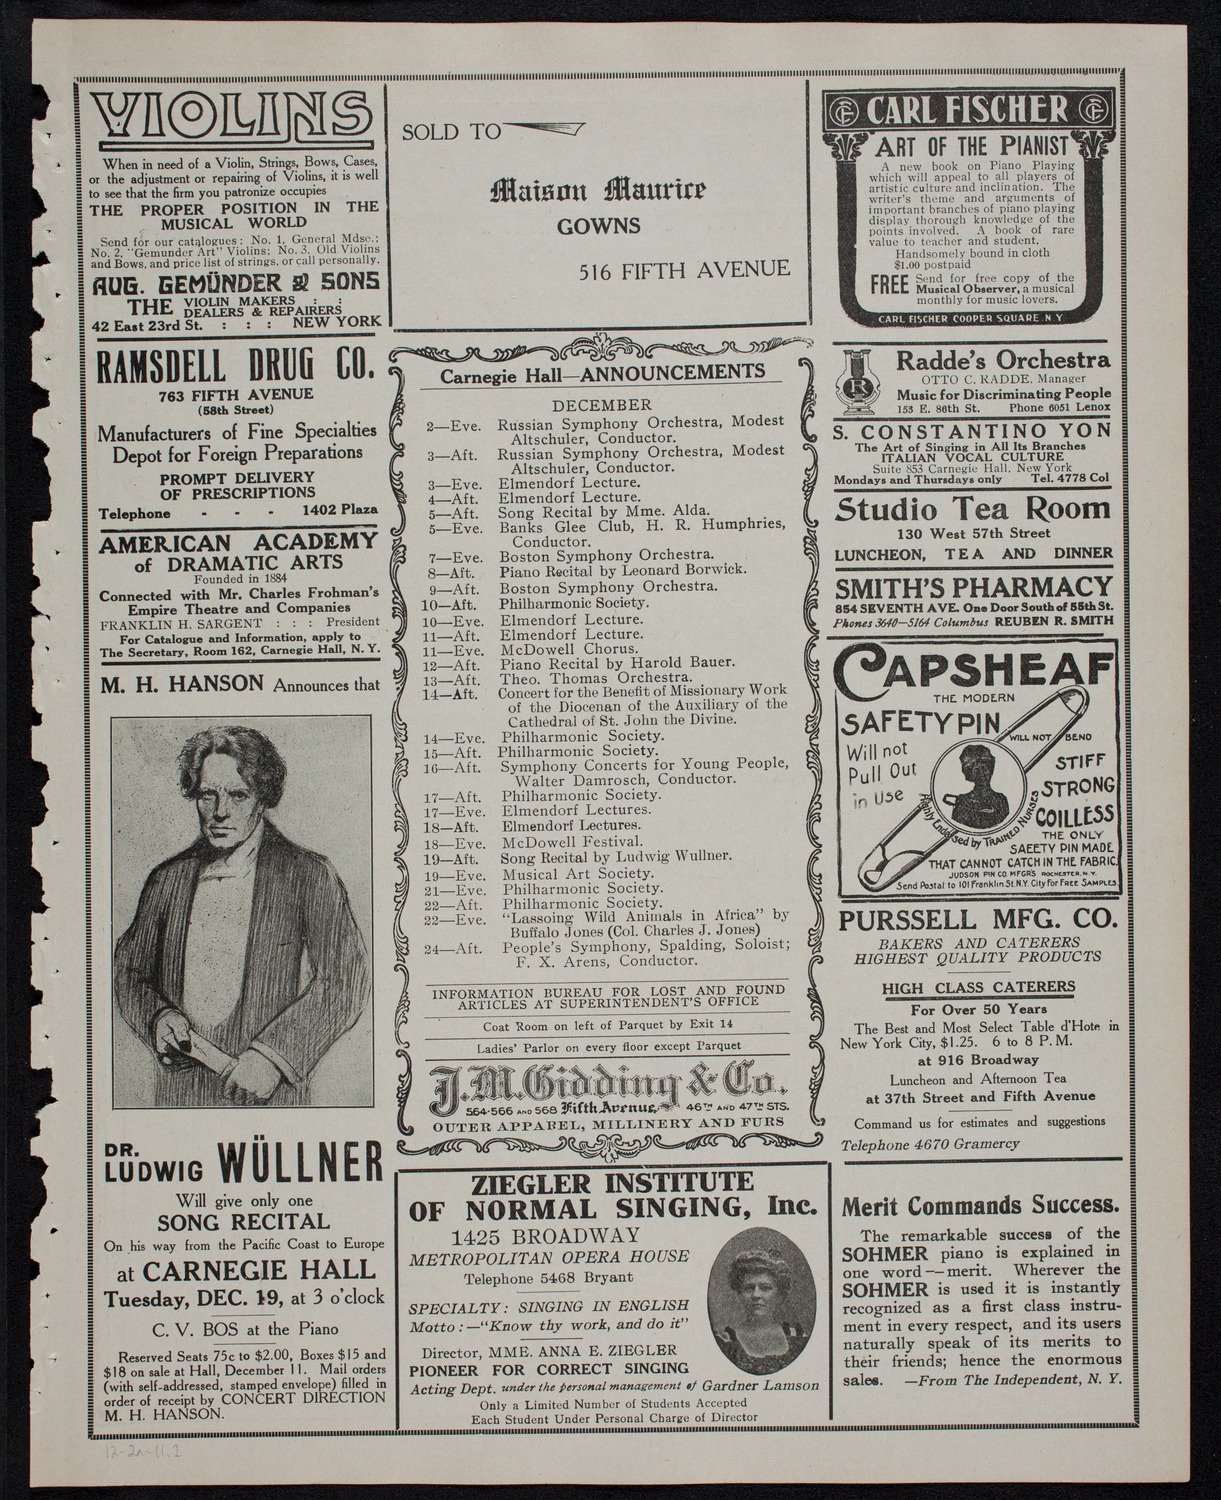 VIOLINS
When in need of a Violin, Strings, Bows, Cases,
or the adjustment or repairing of Violins, it is well
to see that the firm you patronize occupies
THE PROPER POSITION IN THE
MUSICAL WORLD
Send for our catalogues: No. 1, General Mdse.;
No. 2, "Gemunder Art" Violins; No. 3, Old Violins
and Bows, and price list of strings, or call personally.
AUG. GEMÜNDER & SONS
THE VIOLIN MAKERS : :
DEALERS & REPAIRERS
42 East 23rd St. : : : NEW YORK
RAMSDELL DRUG CO.
763 FIFTH AVENUE
(58th Street)
Manufacturers of Fine Specialties
Depot for Foreign Preparations
PROMPT DELIVERY
OF PRESCRIPTIONS
Telephone - - - 1402 Plaza
AMERICAN ACADEMY
of DRAMATIC ARTS
Founded in 1884
Connected with Mr. Charles Frohman's
Empire Theatre and Companies
FRANKLIN H. SARGENT : : : President
For Catalogue and Information, apply to
The Secretary, Room 162, Carnegie Hall, N. Y.
M. H. HANSON Announces that
DR.
LUDWIG WÜLLNER
Will give only one
SONG RECITAL
On his way from the Pacific Coast to Europe
at CARNEGIE HALL
Tuesday, DEC. 19, at 3 o'clock
C. V. BOS at the Piano
Reserved Seats 75c to $2.00, Boxes $15 and
$18 on sale at Hall, December 11. Mail orders
(with self-addressed, stamped envelope) filled in
order of receipt by CONCERT DIRECTION
M. H. HANSON.
12-2a-11.2
SOLD TO
Maison Maurice
GOWNS
516 FIFTH AVENUE
Carnegie Hall—ANNOUNCEMENTS
DECEMBER
2—Eve. Russian Symphony Orchestra, Modest
Altschuler, Conductor.
3—Aft. Russian Symphony Orchestra, Modest
Altschuler, Conductor.
3—Eve. Elmendorf Lecture.
4—Aft. Elmendorf Lecture.
5—Aft. Song Recital by Mme. Alda.
5—Eve. Banks Glee Club, H. R. Humphries,
Conductor.
7—Eve. Boston Symphony Orchestra.
8—Aft. Piano Recital by Leonard Borwick.
9—Aft. Boston Symphony Orchestra.
10—Aft. Philharmonic Society.
10—Eve. Elmendorf Lecture.
11—Aft. Elmendorf Lecture.
11—Eve. McDowell Chorus.
12—Aft. Piano Recital by Harold Bauer.
13—Aft. Theo. Thomas Orchestra.
14—Aft. Concert for the Benefit of Missionary Work
of the Diocenan of the Auxiliary of the
Cathedral of St. John the Divine.
14—Eve. Philharmonic Society.
15—Aft. Philharmonic Society.
16—Aft. Symphony Concerts for Young People,
Walter Damrosch, Conductor.
17—Aft. Philharmonic Society.
17—Eve. Elmendorf Lectures.
18—Aft. Elmendorf Lectures.
18—Eve. McDowell Festival.
19—Aft. Song Recital by Ludwig Wullner.
19—Eve. Musical Art Society.
21—Eve. Philharmonic Society.
22—Aft. Philharmonic Society.
22—Eve. "Lassoing Wild Animals in Africa" by
Buffalo Jones (Col. Charles J. Jones)
24—Aft. People's Symphony, Spalding, Soloist;
F. X. Arens, Conductor.
INFORMATION BUREAU FOR LOST AND FOUND
ARTICLES AT SUPERINTENDENT'S OFFICE
Coat Room on left of Parquet by Exit 14
Ladies' Parlor on every floor except Parquet
J. M. Gidding & Co.
564-566 AND 568 Fifth Avenue, 46TH AND 47TH STS.
OUTER APPAREL, MILLINERY AND FURS
ZIEGLER INSTITUTE
OF NORMAL SINGING, Inc.
1425 BROADWAY
METROPOLITAN OPERA HOUSE
Telephone 5468 Bryant
SPECIALTY: SINGING IN ENGLISH
Motto:—"Know thy work, and do it"
Director, MME. ANNA E. ZIEGLER
PIONEER FOR CORRECT SINGING
Acting Dept. under the personal management of Gardner Lamson
Only a Limited Number of Students Accepted
Each Student Under Personal Charge of Director
CF CARL FISCHER CF
ART OF THE PIANIST
A new book on Piano Playing
which will appeal to all players of
artistic culture and inclination. The
writer's theme and arguments of
important branches of piano playing
display thorough knowledge of the
points involved. A book of rare
value to teacher and student.
Handsomely bound in cloth
$1.00 postpaid
FREE Send for free copy of the
Musical Observer, a musical
monthly for music lovers.
CARL FISCHER COOPER SQUARE N Y
R
Radde's Orchestra
OTTO C. RADDE, Manager
Music for Discriminating People
153 E. 86th St. Phone 6051 Lenox
S. CONSTANTINO YON
The Art of Singing in All Its Branches
ITALIAN VOCAL CULTURE
Suite 853 Carnegie Hall, New York
Mondays and Thursdays only Tel. 4778 Col
Studio Tea Room
130 West 57th Street
LUNCHEON, TEA AND DINNER
SMITH'S PHARMACY
854 SEVENTH AVE. One Door South of 55th St.
Phones 3640—5164 Columbus REUBEN R. SMITH
CAPSHEAF
THE MODERN
SAFETY PIN
WILL NOT BEND
Will not
Pull Out
in Use
STIFF
STRONG
COILLESS
Highly Endorsed by TRAINED NURSES
THE ONLY
SAFETY PIN MADE
THAT CANNOT CATCH IN THE FABRIC.
JUDSON PIN CO. MFGR'S ROCHESTER, N.Y.
Send Postal to 101 Franklin St. N.Y. City for FREE SAMPLES
PURSSELL MFG. CO.
BAKERS AND CATERERS
HIGHEST QUALITY PRODUCTS
HIGH CLASS CATERERS
For Over 50 Years
The Best and Most Select Table d'Hote in
New York City, $1.25. 6 to 8 P. M.
at 916 Broadway
Luncheon and Afternoon Tea
at 37th Street and Fifth Avenue
Command us for estimates and suggestions
Telephone 4670 Gramercy
Merit Commands Success.
The remarkable success of the
SOHMER piano is explained in
one word—merit. Wherever the
SOHMER is used it is instantly
recognized as a first class instru-
ment in every respect, and its users
naturally speak of its merits to
their friends; hence the enormous
sales. —From The Independent, N. Y.